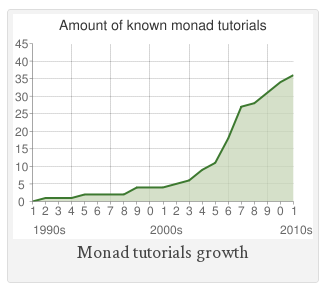 Amount of known monad tutorials
45
40
35
30
25
20
15
10
5
0
1 2 3 4 5 6 7 8 9 0 1 2 3 4 5 6 7 8 9 0 1
1990s 2000s 2010s
Monad tutorials growth